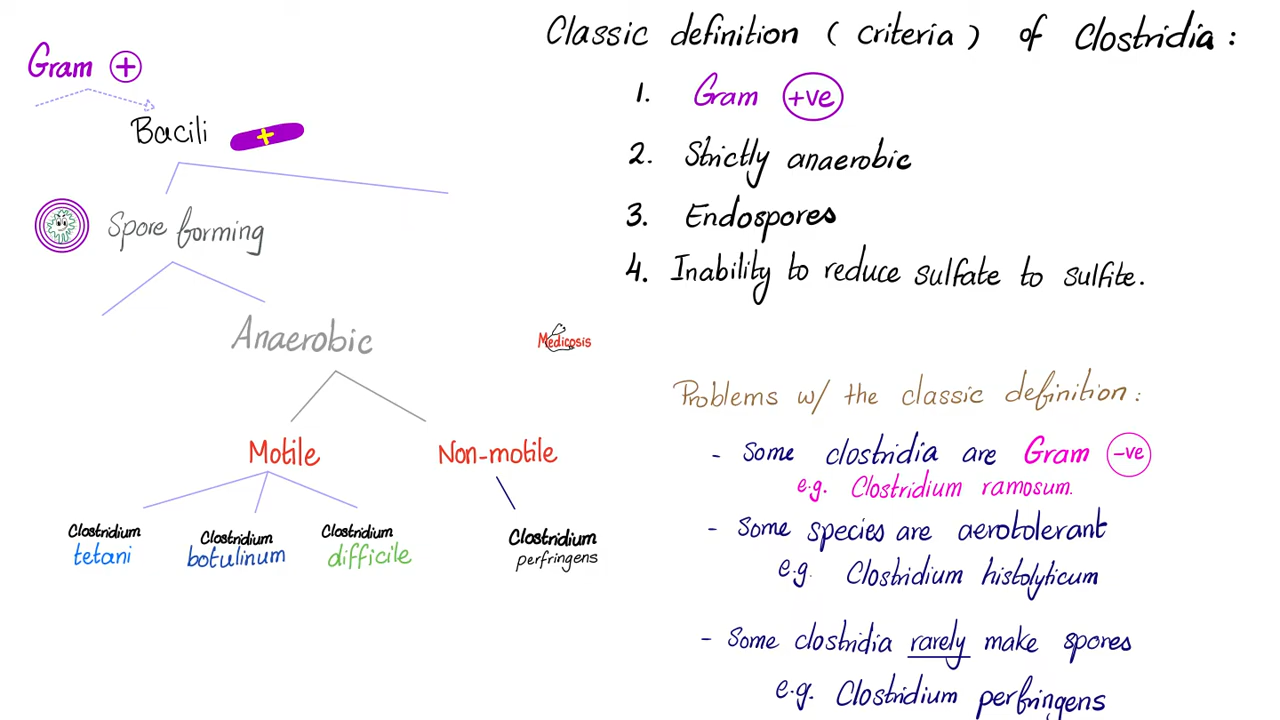 Gram +
Bacili +
Spore forming
Anaerobic
Medicosis
Motile
Non-motile
Clostridium
tetani
Clostridium
botulinum
Clostridium
difficile
Clostridium
perfringens
Classic definition (criteria) of Clostridia:
1. Gram +ve
2. Strictly anaerobic
3. Endospores
4. Inability to reduce sulfate to sulfite.
Problems w/ the classic definition:
- Some clostridia are Gram -ve
e.g. Clostridium ramosum.
- Some species are aerotolerant
e.g. Clostridium histolyticum
- Some clostridia rarely make spores
e.g. Clostridium perfringens